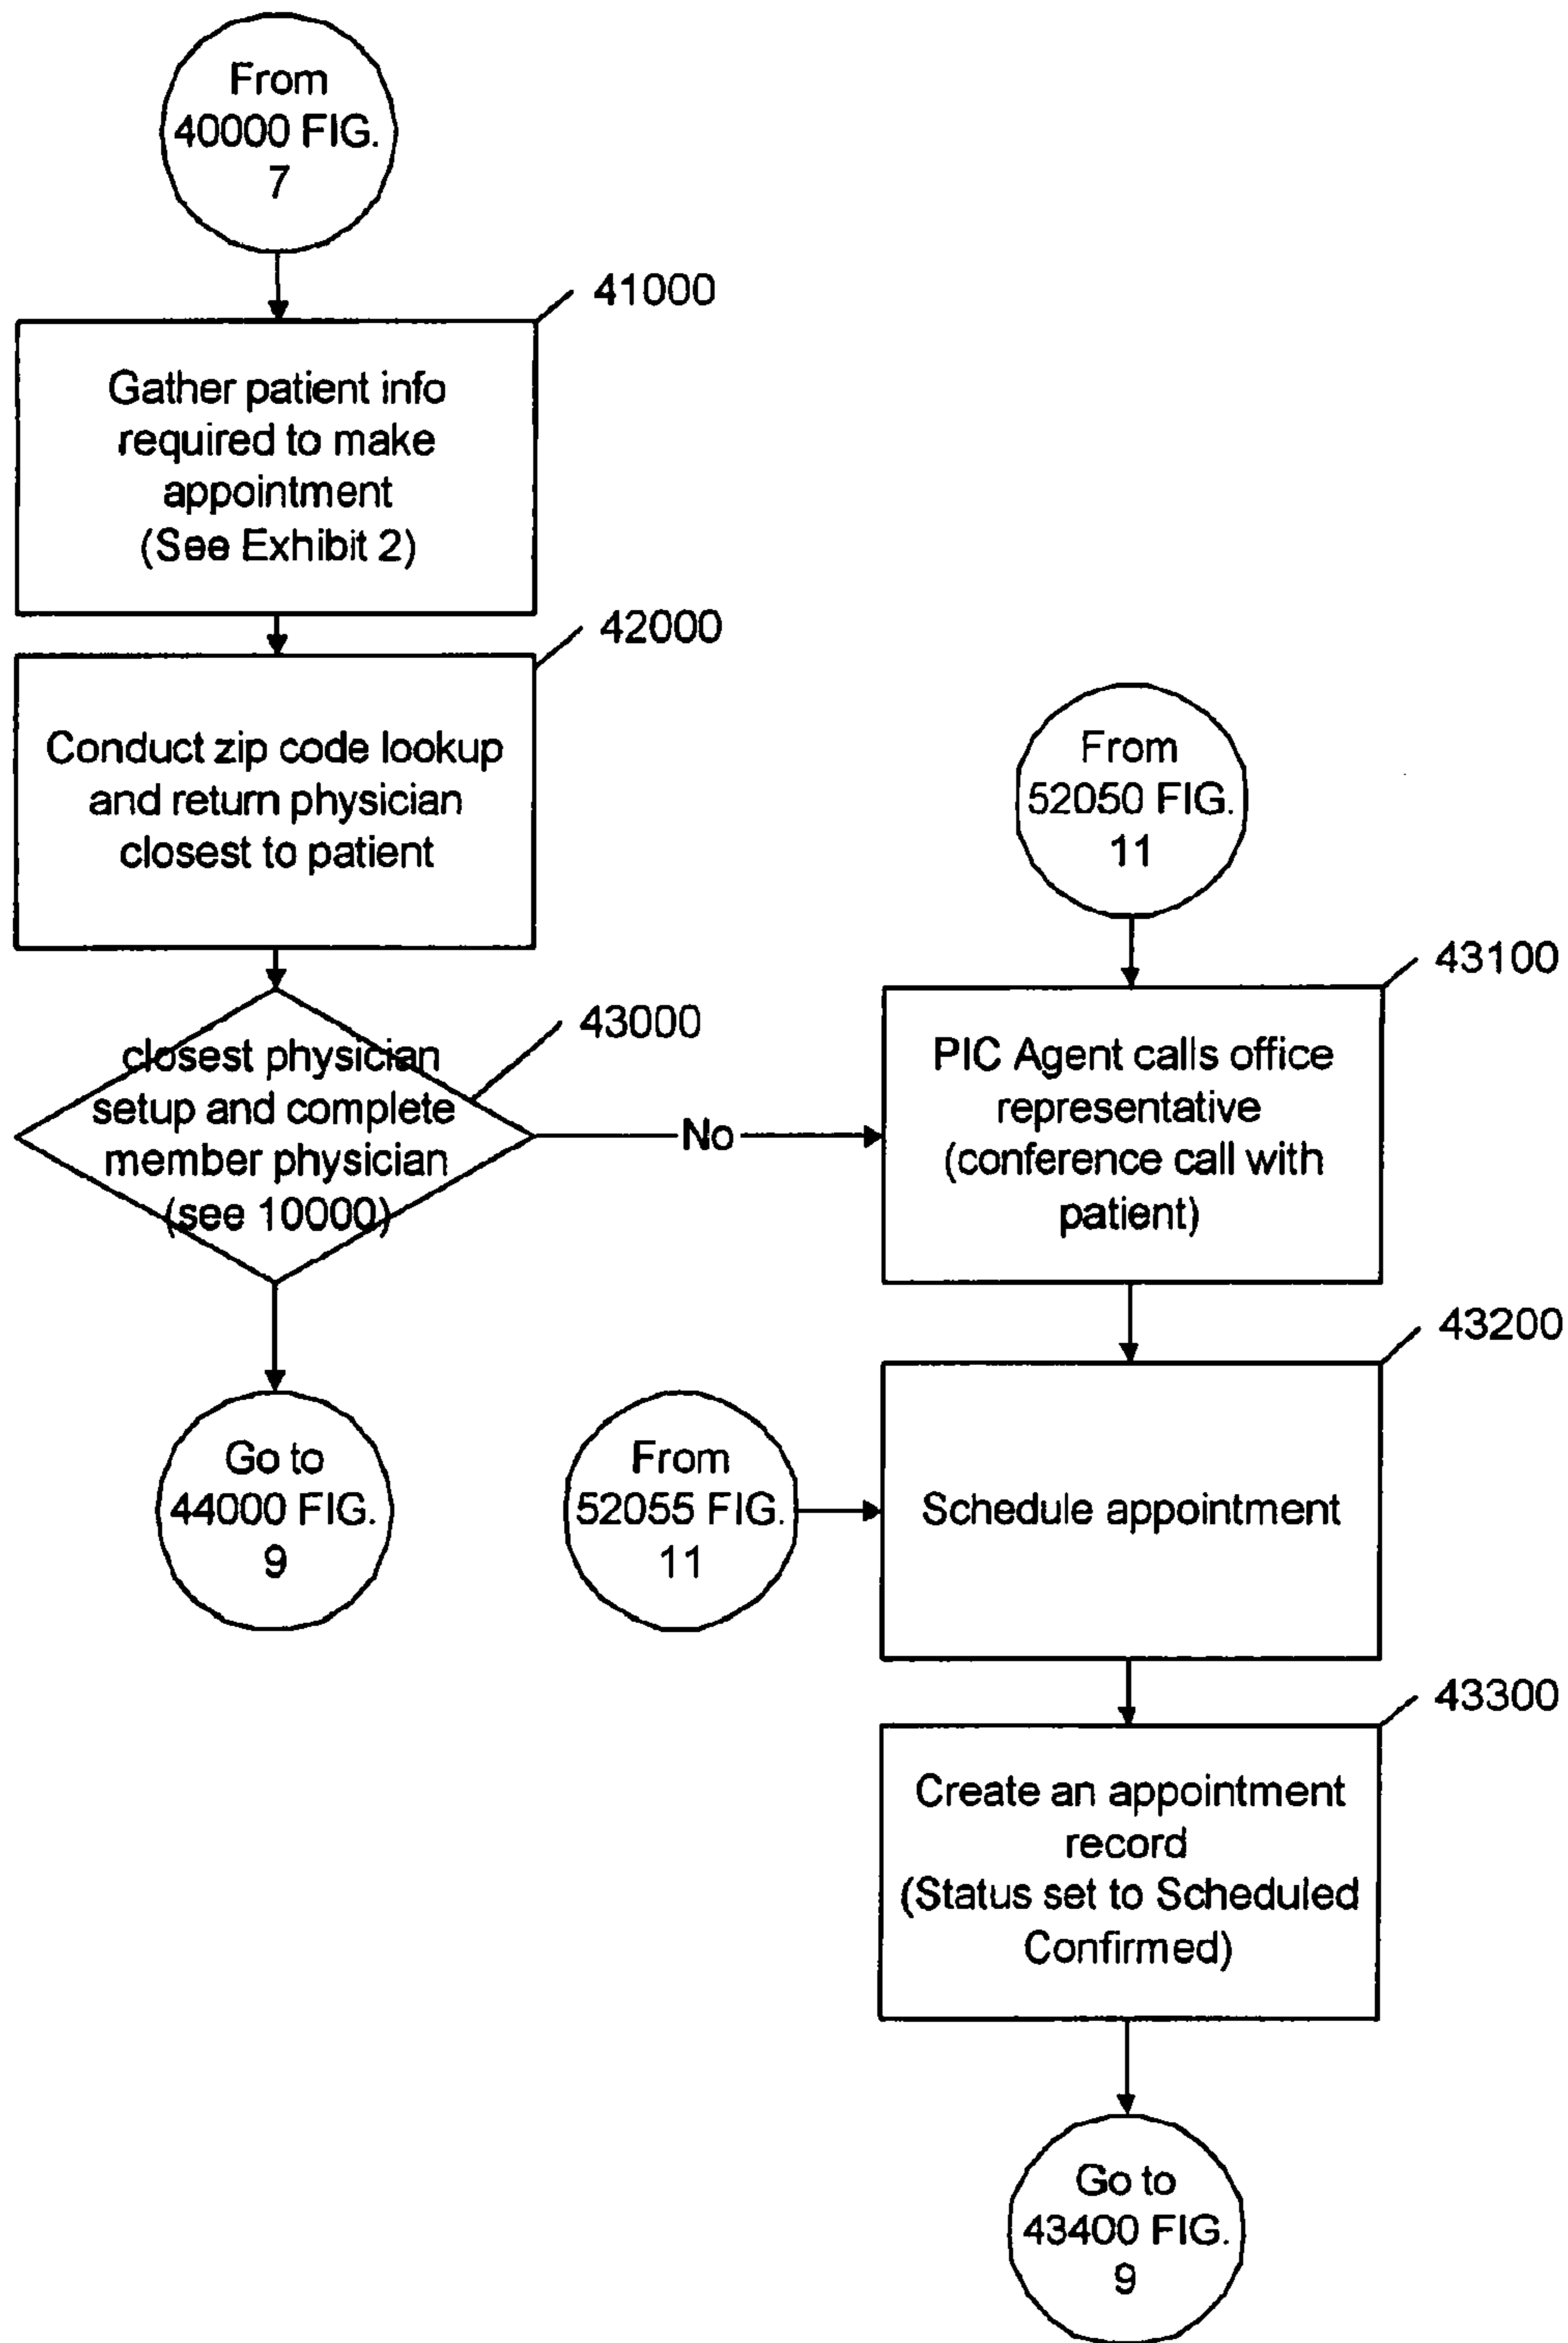 From
40000 FIG.
7
41000
Gather patient info
required to make
appointment
(See Exhibit 2)
42000
Conduct zip code lookup
and return physician
closest to patient
43000
closest physician
setup and complete
member physician
(see 10000)
No
Go to
44000 FIG.
9
From
52050 FIG.
11
43100
PIC Agent calls office
representative
(conference call with
patient)
43200
From
52055 FIG.
11
Schedule appointment
43300
Create an appointment
record
(Status set to Scheduled
Confirmed)
Go to
43400 FIG.
9